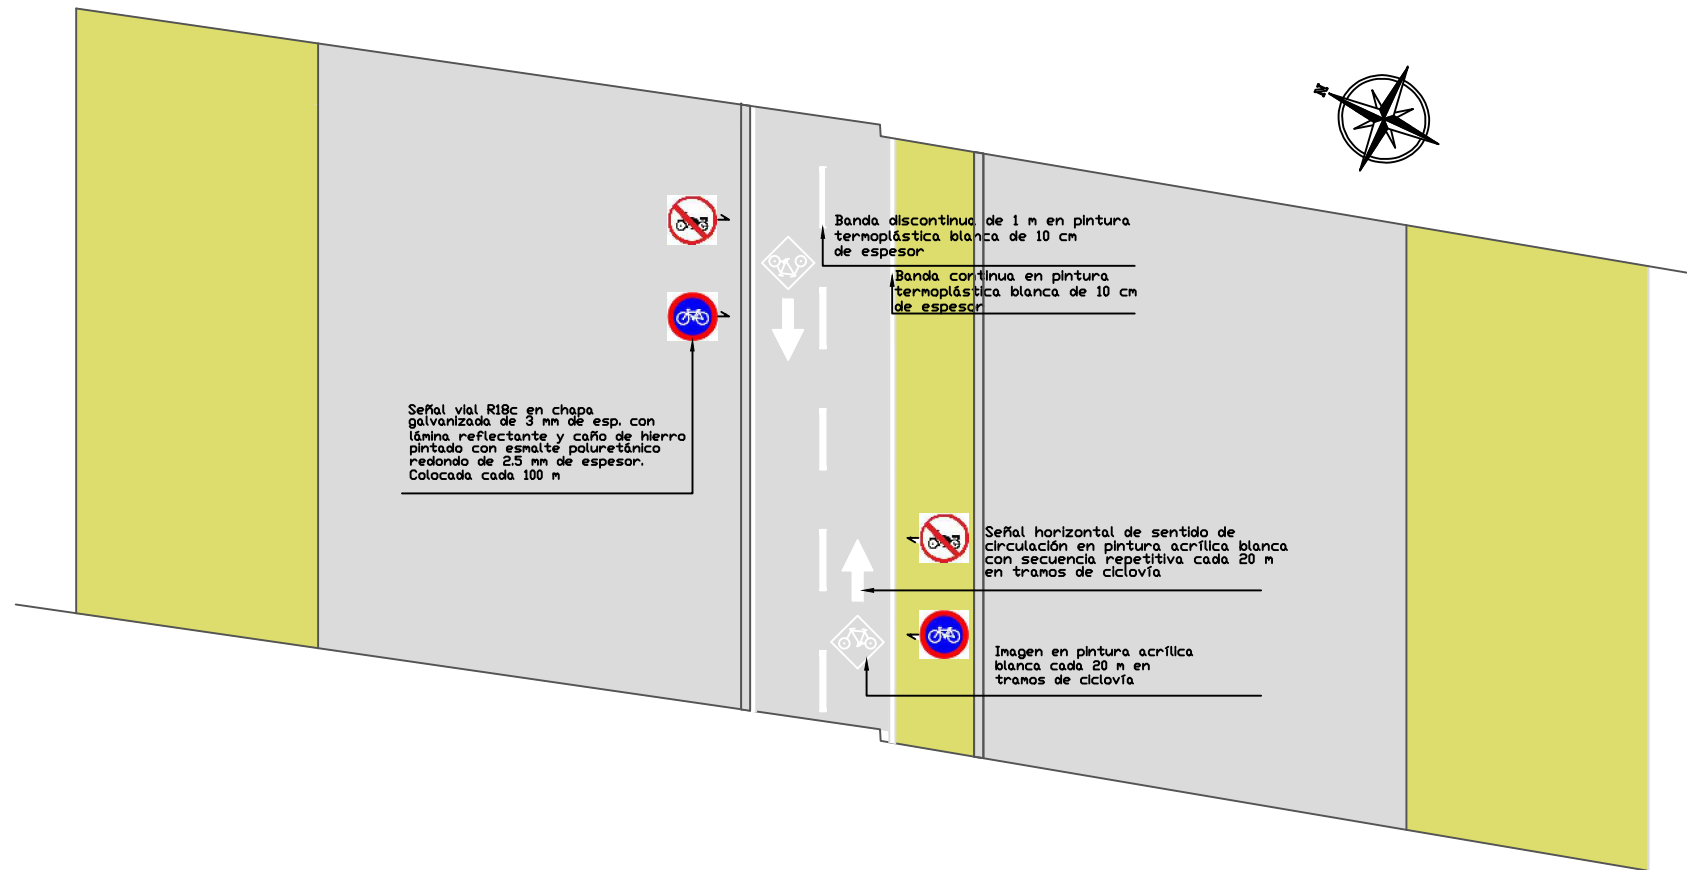 N
Banda discontinua de 1 m en pintura
termoplástica blanca de 10 cm
de espesor
Banda continua en pintura
termoplástica blanca de 10 cm
de espesor
Señal vial R18c en chapa
galvanizada de 3 mm de esp. con
lámina reflectante y caño de hierro
pintado con esmalte poluretánico
redondo de 2.5 mm de espesor.
Colocada cada 100 m
Señal horizontal de sentido de
circulación en pintura acrílica blanca
con secuencia repetitiva cada 20 m
en tramos de ciclovía
Imagen en pintura acrílica
blanca cada 20 m en
tramos de ciclovía